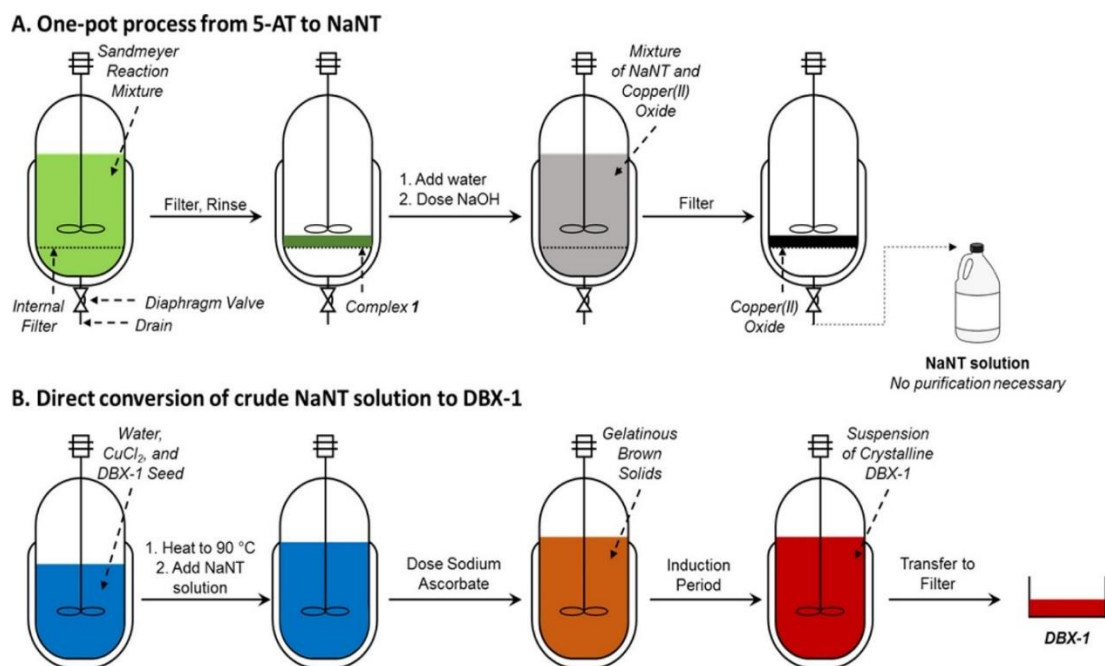 A. One-pot process from 5-AT to NaNT
Sandmeyer
Reaction
Mixture
Filter, Rinse
1. Add water
2. Dose NaOH
Mixture
of NaNT and
Copper(II)
Oxide
Filter
Internal
Filter
Diaphragm Valve
Drain
Complex 1
Copper(II)
Oxide
NaNT solution
No purification necessary
B. Direct conversion of crude NaNT solution to DBX-1
Water,
CuCl₂, and
DBX-1 Seed
1. Heat to 90 °C
2. Add NaNT
solution
Dose Sodium
Ascorbate
Gelatinous
Brown
Solids
Induction
Period
Suspension
of Crystalline
DBX-1
Transfer to
Filter
DBX-1